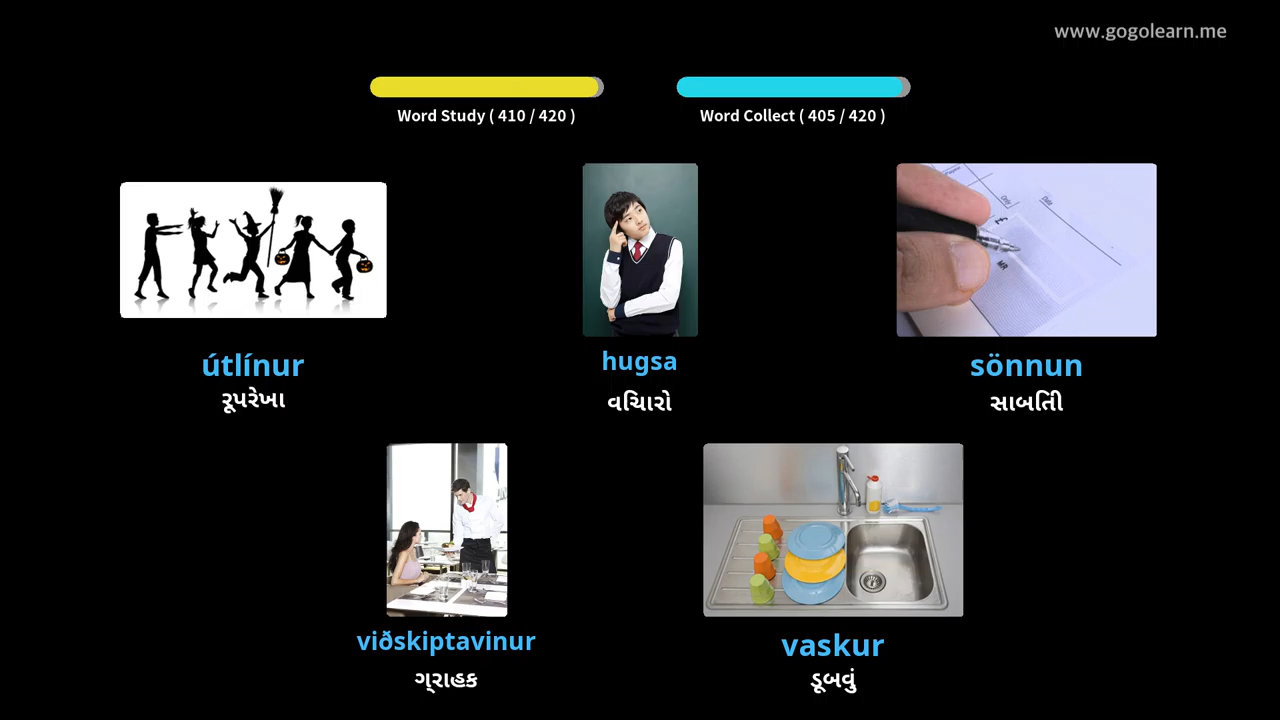 www.gogolearn.me
Word Study ( 410 / 420 )
Word Collect ( 405 / 420 )
útlínur
hugsa
sönnun
રૂપરેખા
વિચારો
સાબિતી
viðskiptavinur
vaskur
ગ્રાહક
ડૂબવું